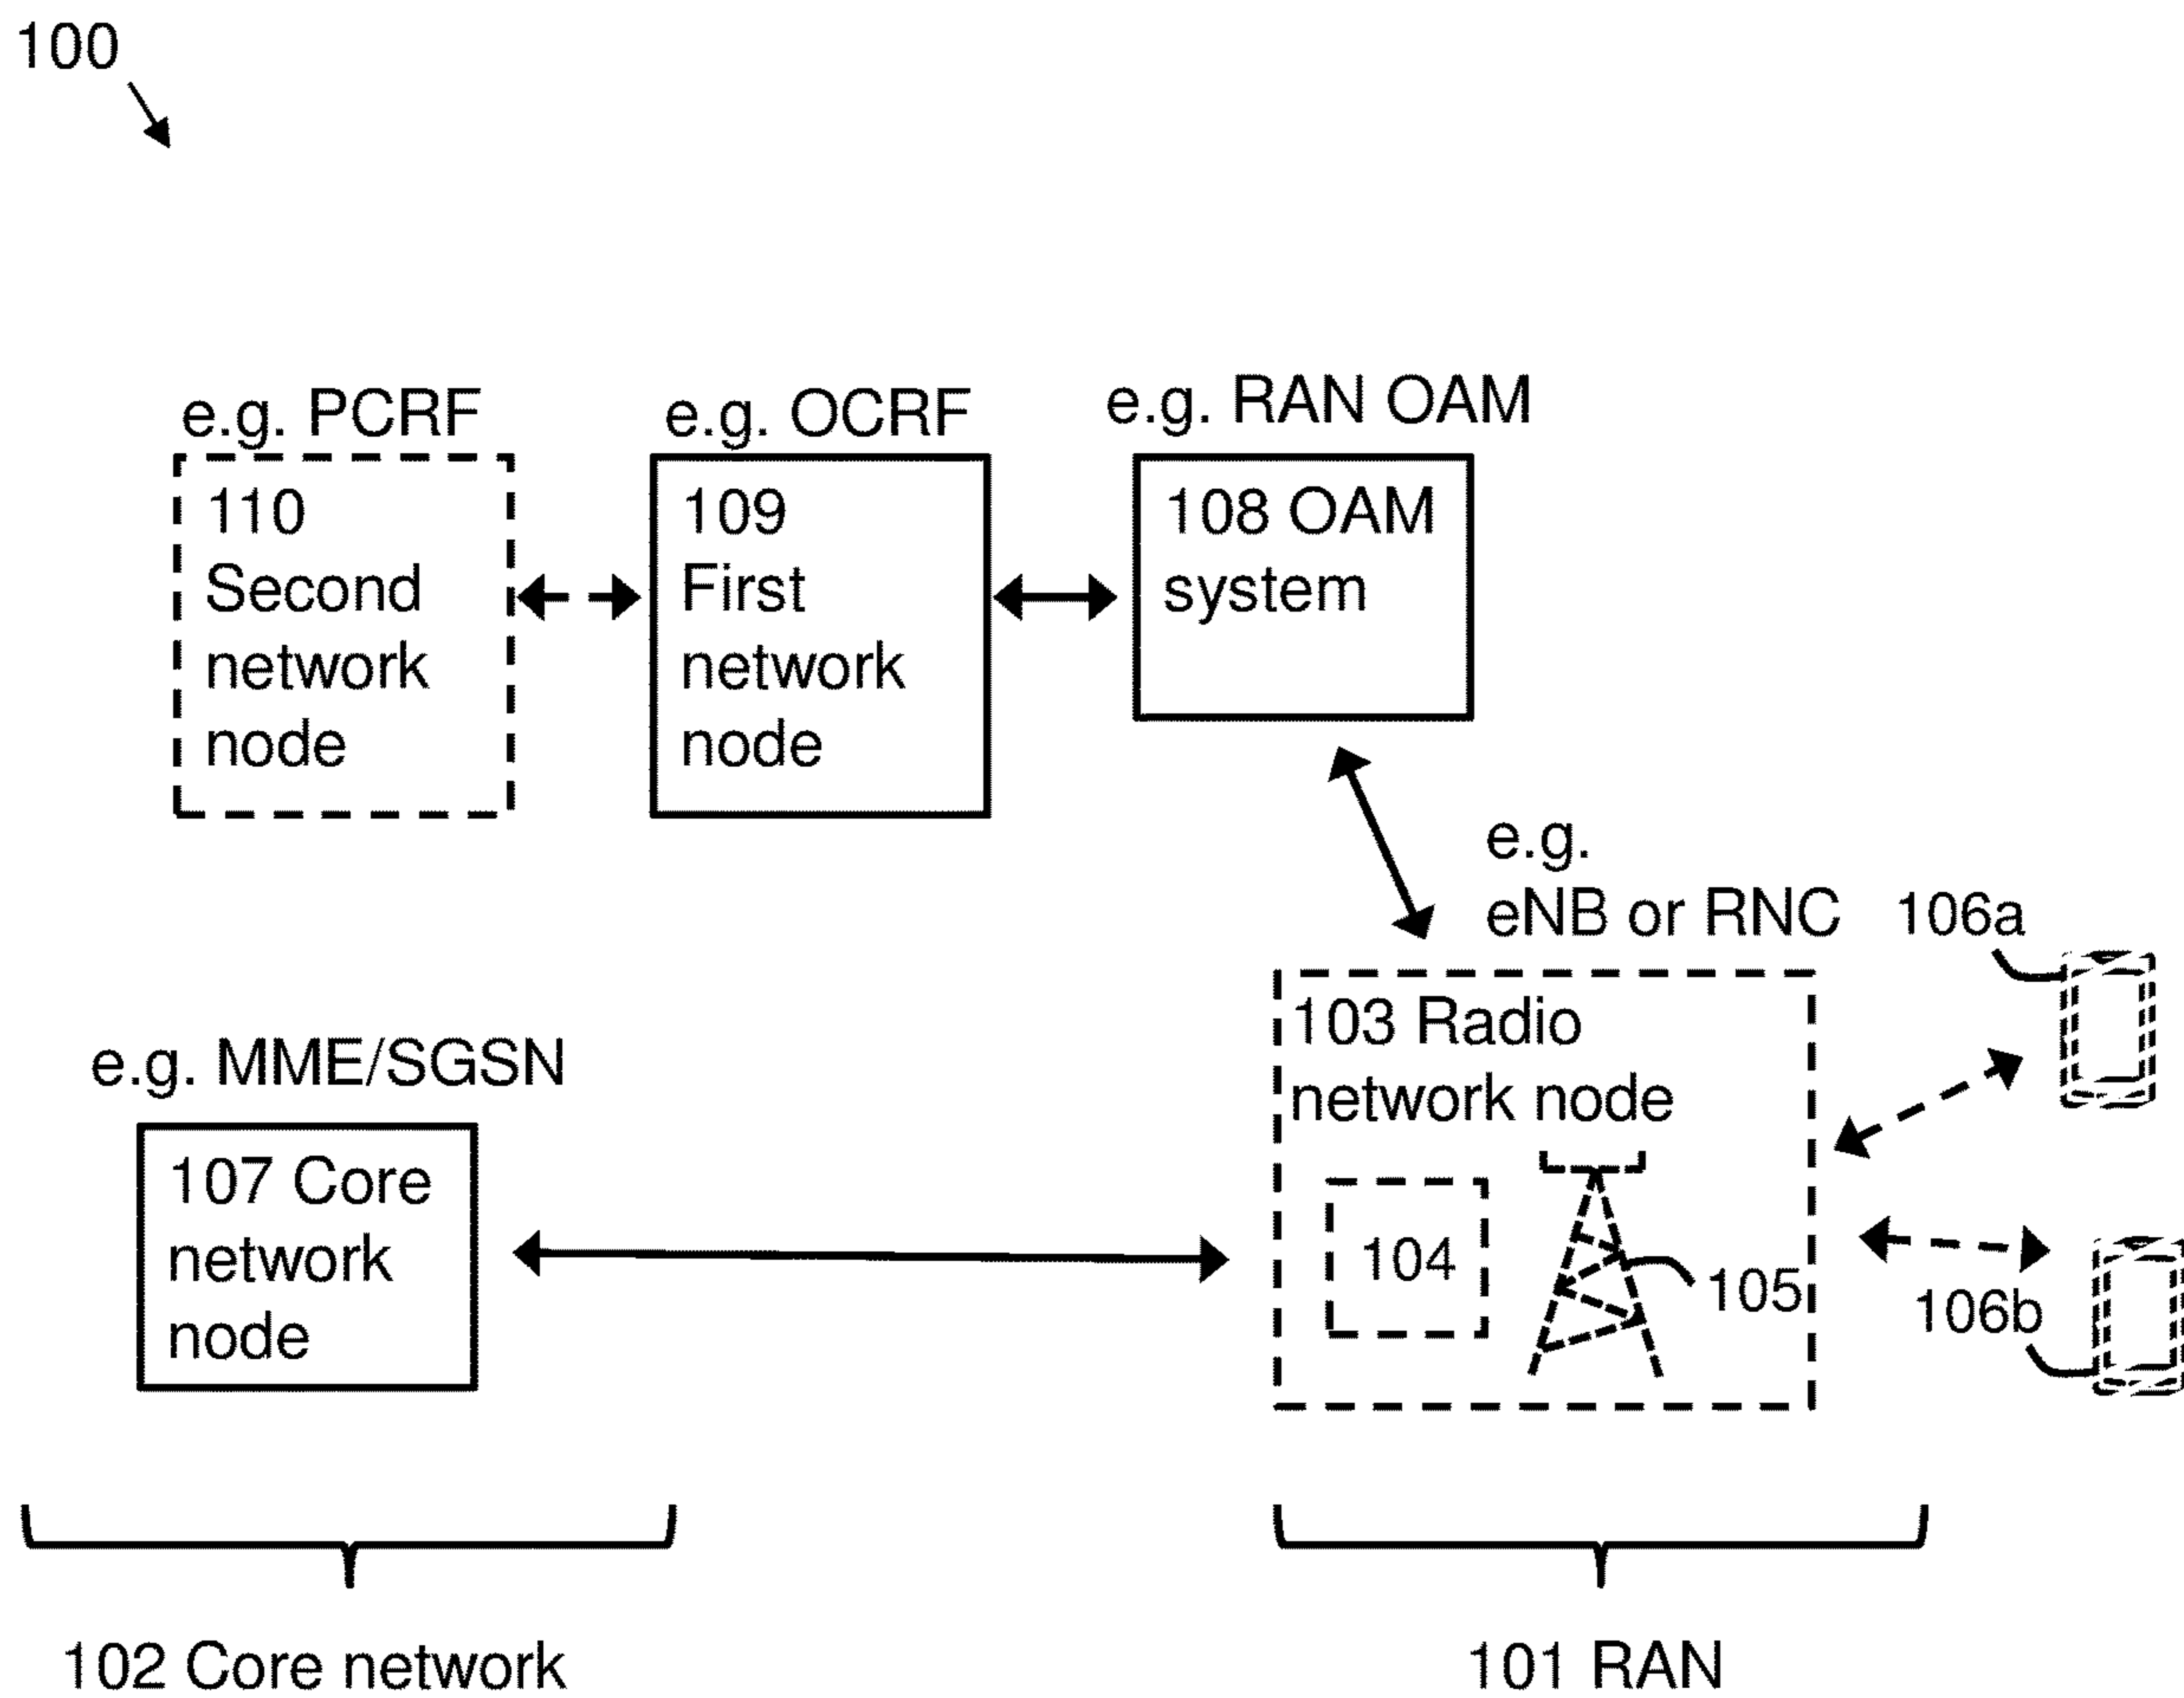 100
e.g. PCRF
e.g. OCRF
e.g. RAN OAM
110
Second
network
node
109
First
network
node
108 OAM
system
e.g.
eNB or RNC
106a
103 Radio
network node
104
105
106b
e.g. MME/SGSN
107 Core
network
node
102 Core network
101 RAN